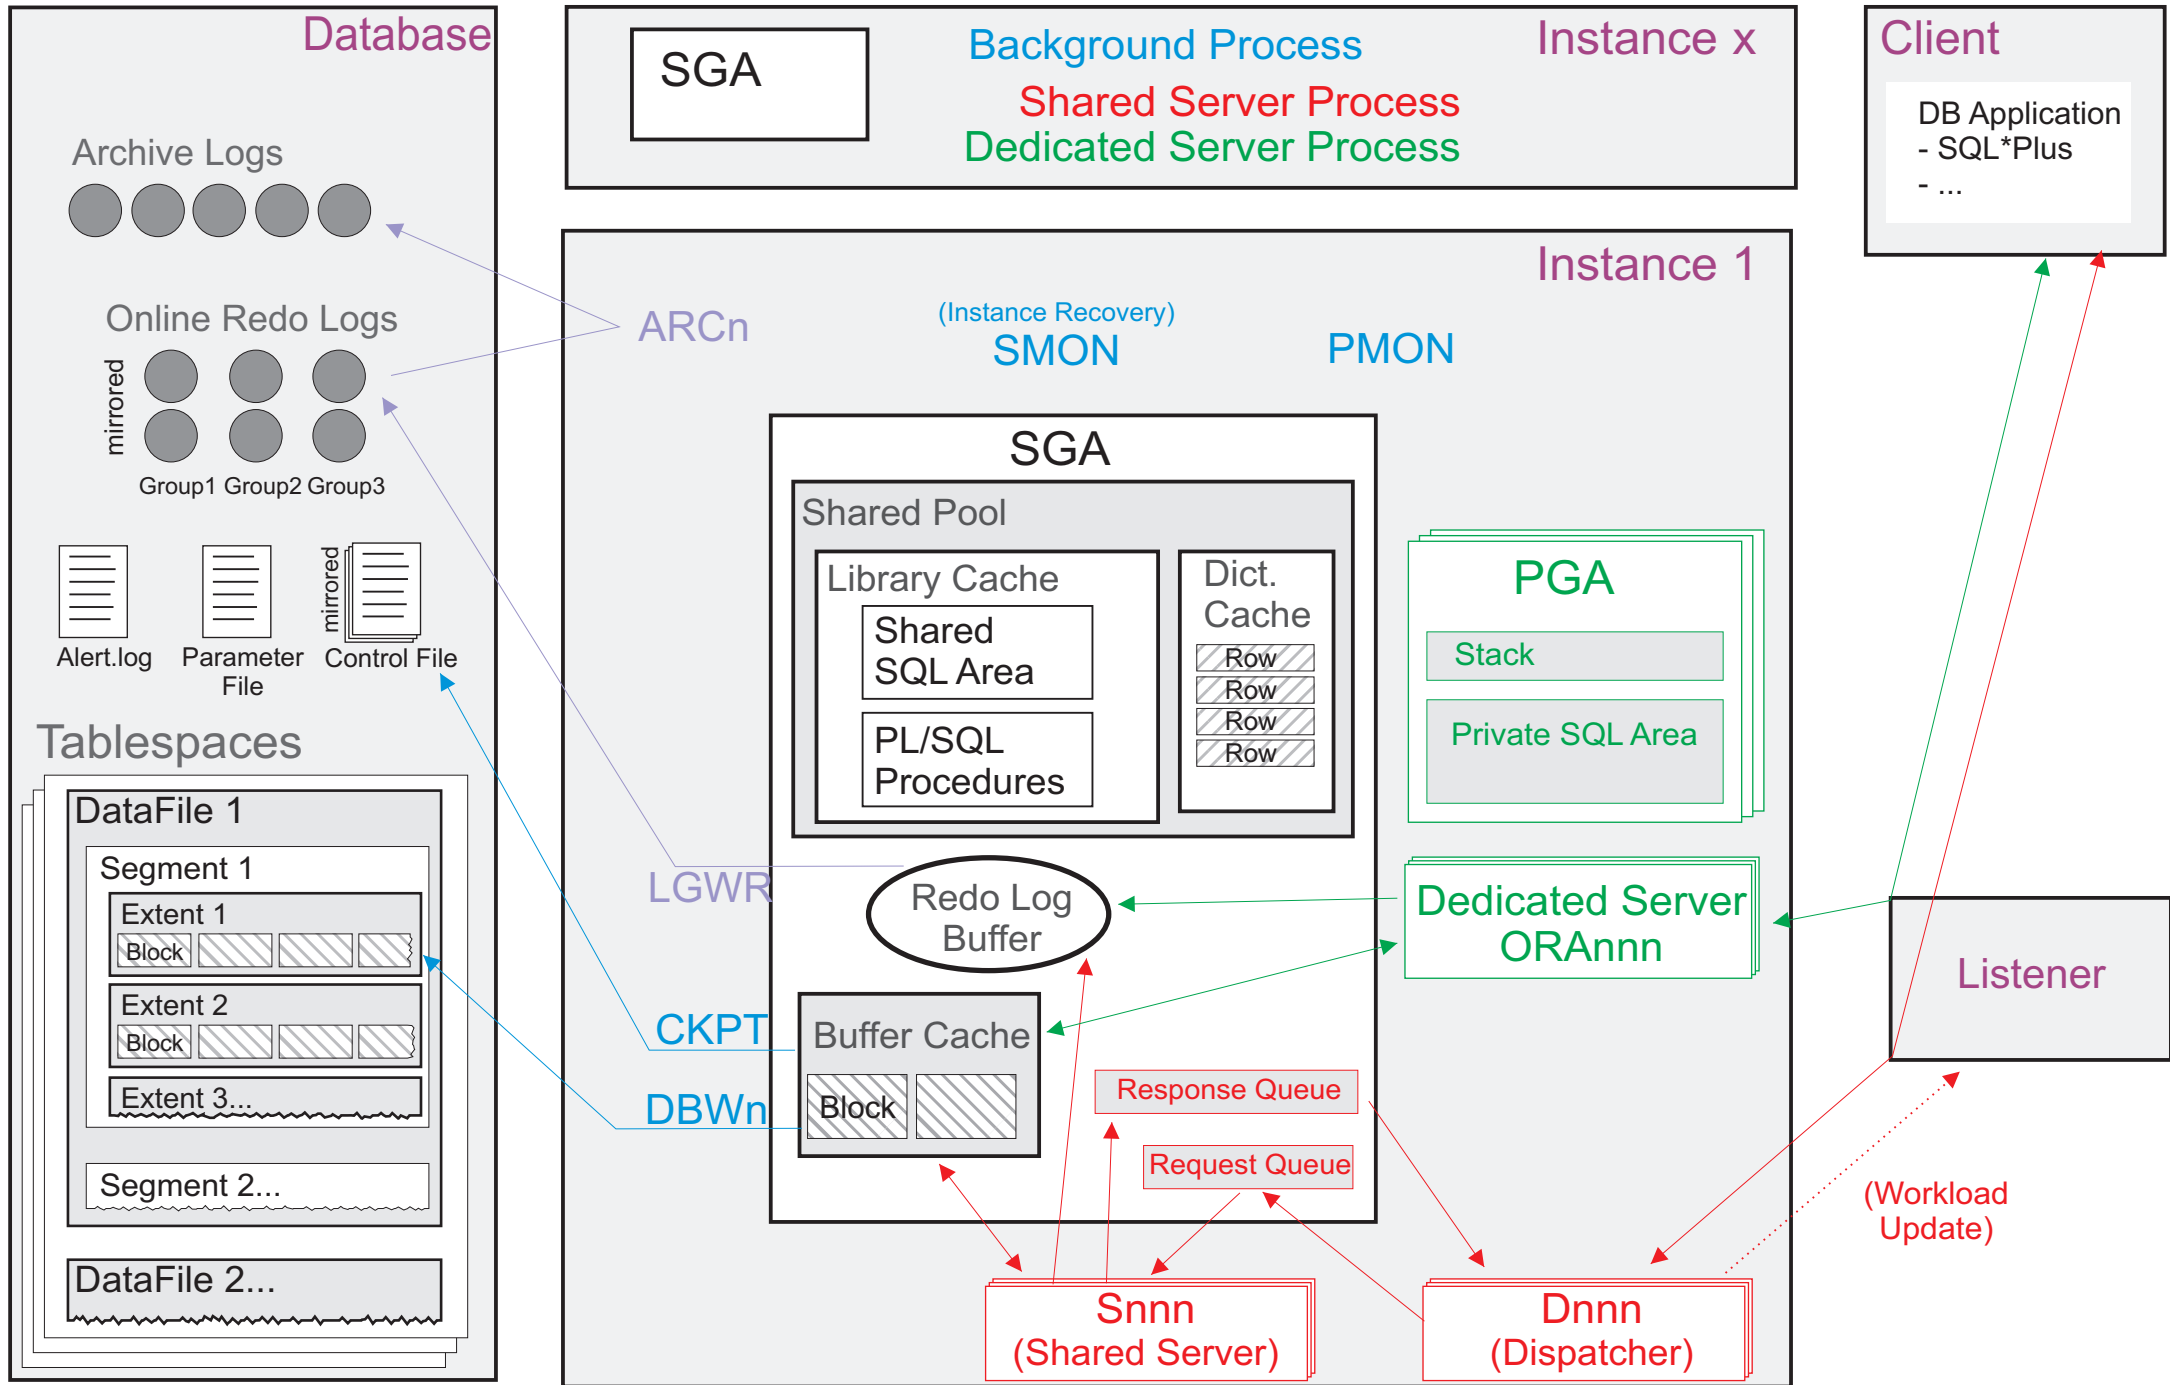 Database
Archive Logs
Online Redo Logs
mirrored
Group1 Group2 Group3
mirrored
Alert.log
Parameter
File
Control File
Tablespaces
DataFile 1
Segment 1
Extent 1
Block
Extent 2
Block
Extent 3...
Segment 2...
DataFile 2...
Instance x
SGA
Background Process
Shared Server Process
Dedicated Server Process
Client
DB Application
- SQL*Plus
- ...
Instance 1
ARCn
(Instance Recovery)
SMON
PMON
SGA
Shared Pool
Library Cache
Shared
SQL Area
PL/SQL
Procedures
Dict.
Cache
Row
Row
Row
Row
PGA
Stack
Private SQL Area
LGWR
Redo Log
Buffer
Dedicated Server
ORAnnn
Listener
CKPT
Buffer Cache
DBWn
Block
Response Queue
Request Queue
(Workload
Update)
Snnn
(Shared Server)
Dnnn
(Dispatcher)